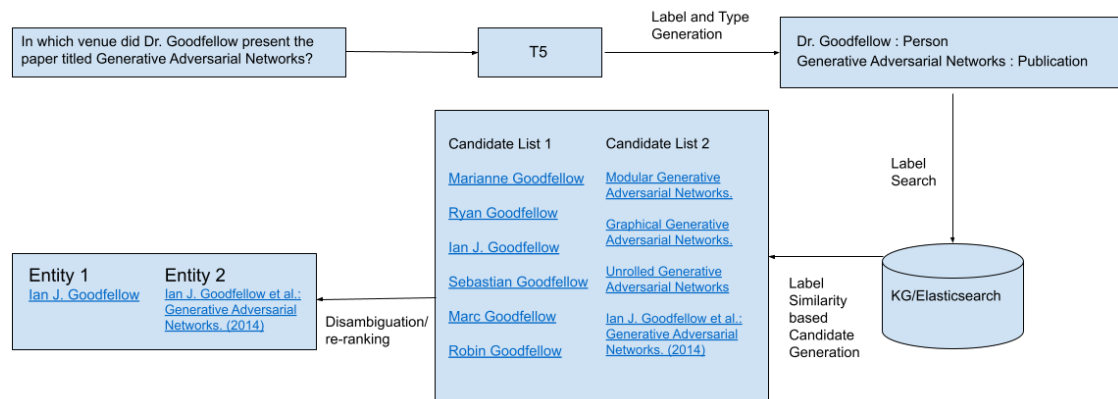 In which venue did Dr. Goodfellow present the
paper titled Generative Adversarial Networks?
T5
Label and Type
Generation
Dr. Goodfellow : Person
Generative Adversarial Networks : Publication
Label
Search
KG/Elasticsearch
Label
Similarity
based
Candidate
Generation
Candidate List 1
Marianne Goodfellow
Ryan Goodfellow
Ian J. Goodfellow
Sebastian Goodfellow
Marc Goodfellow
Robin Goodfellow
Candidate List 2
Modular Generative
Adversarial Networks.
Graphical Generative
Adversarial Networks.
Unrolled Generative
Adversarial Networks
Ian J. Goodfellow et al.:
Generative Adversarial
Networks. (2014)
Disambiguation/
re-ranking
Entity 1
Ian J. Goodfellow
Entity 2
Ian J. Goodfellow et al.:
Generative Adversarial
Networks. (2014)